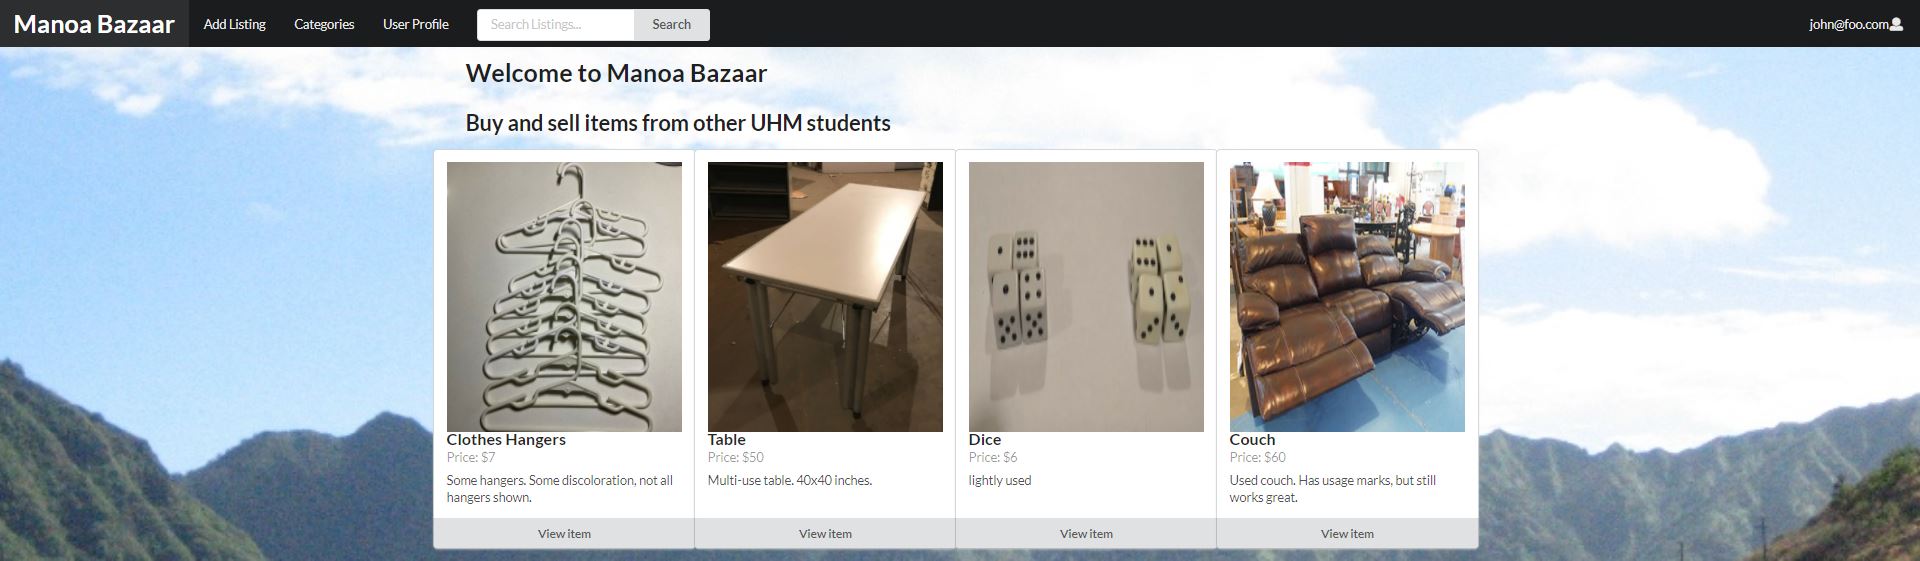 Manoa Bazaar Add Listing Categories User Profile Search Listings... Search john@foo.com
Welcome to Manoa Bazaar
Buy and sell items from other UHM students
Clothes Hangers
Price: $7
Some hangers. Some discoloration, not all
hangers shown.
View item
Table
Price: $50
Multi-use table. 40x40 inches.
View item
Dice
Price: $6
lightly used
View item
Couch
Price: $60
Used couch. Has usage marks, but still
works great.
View item